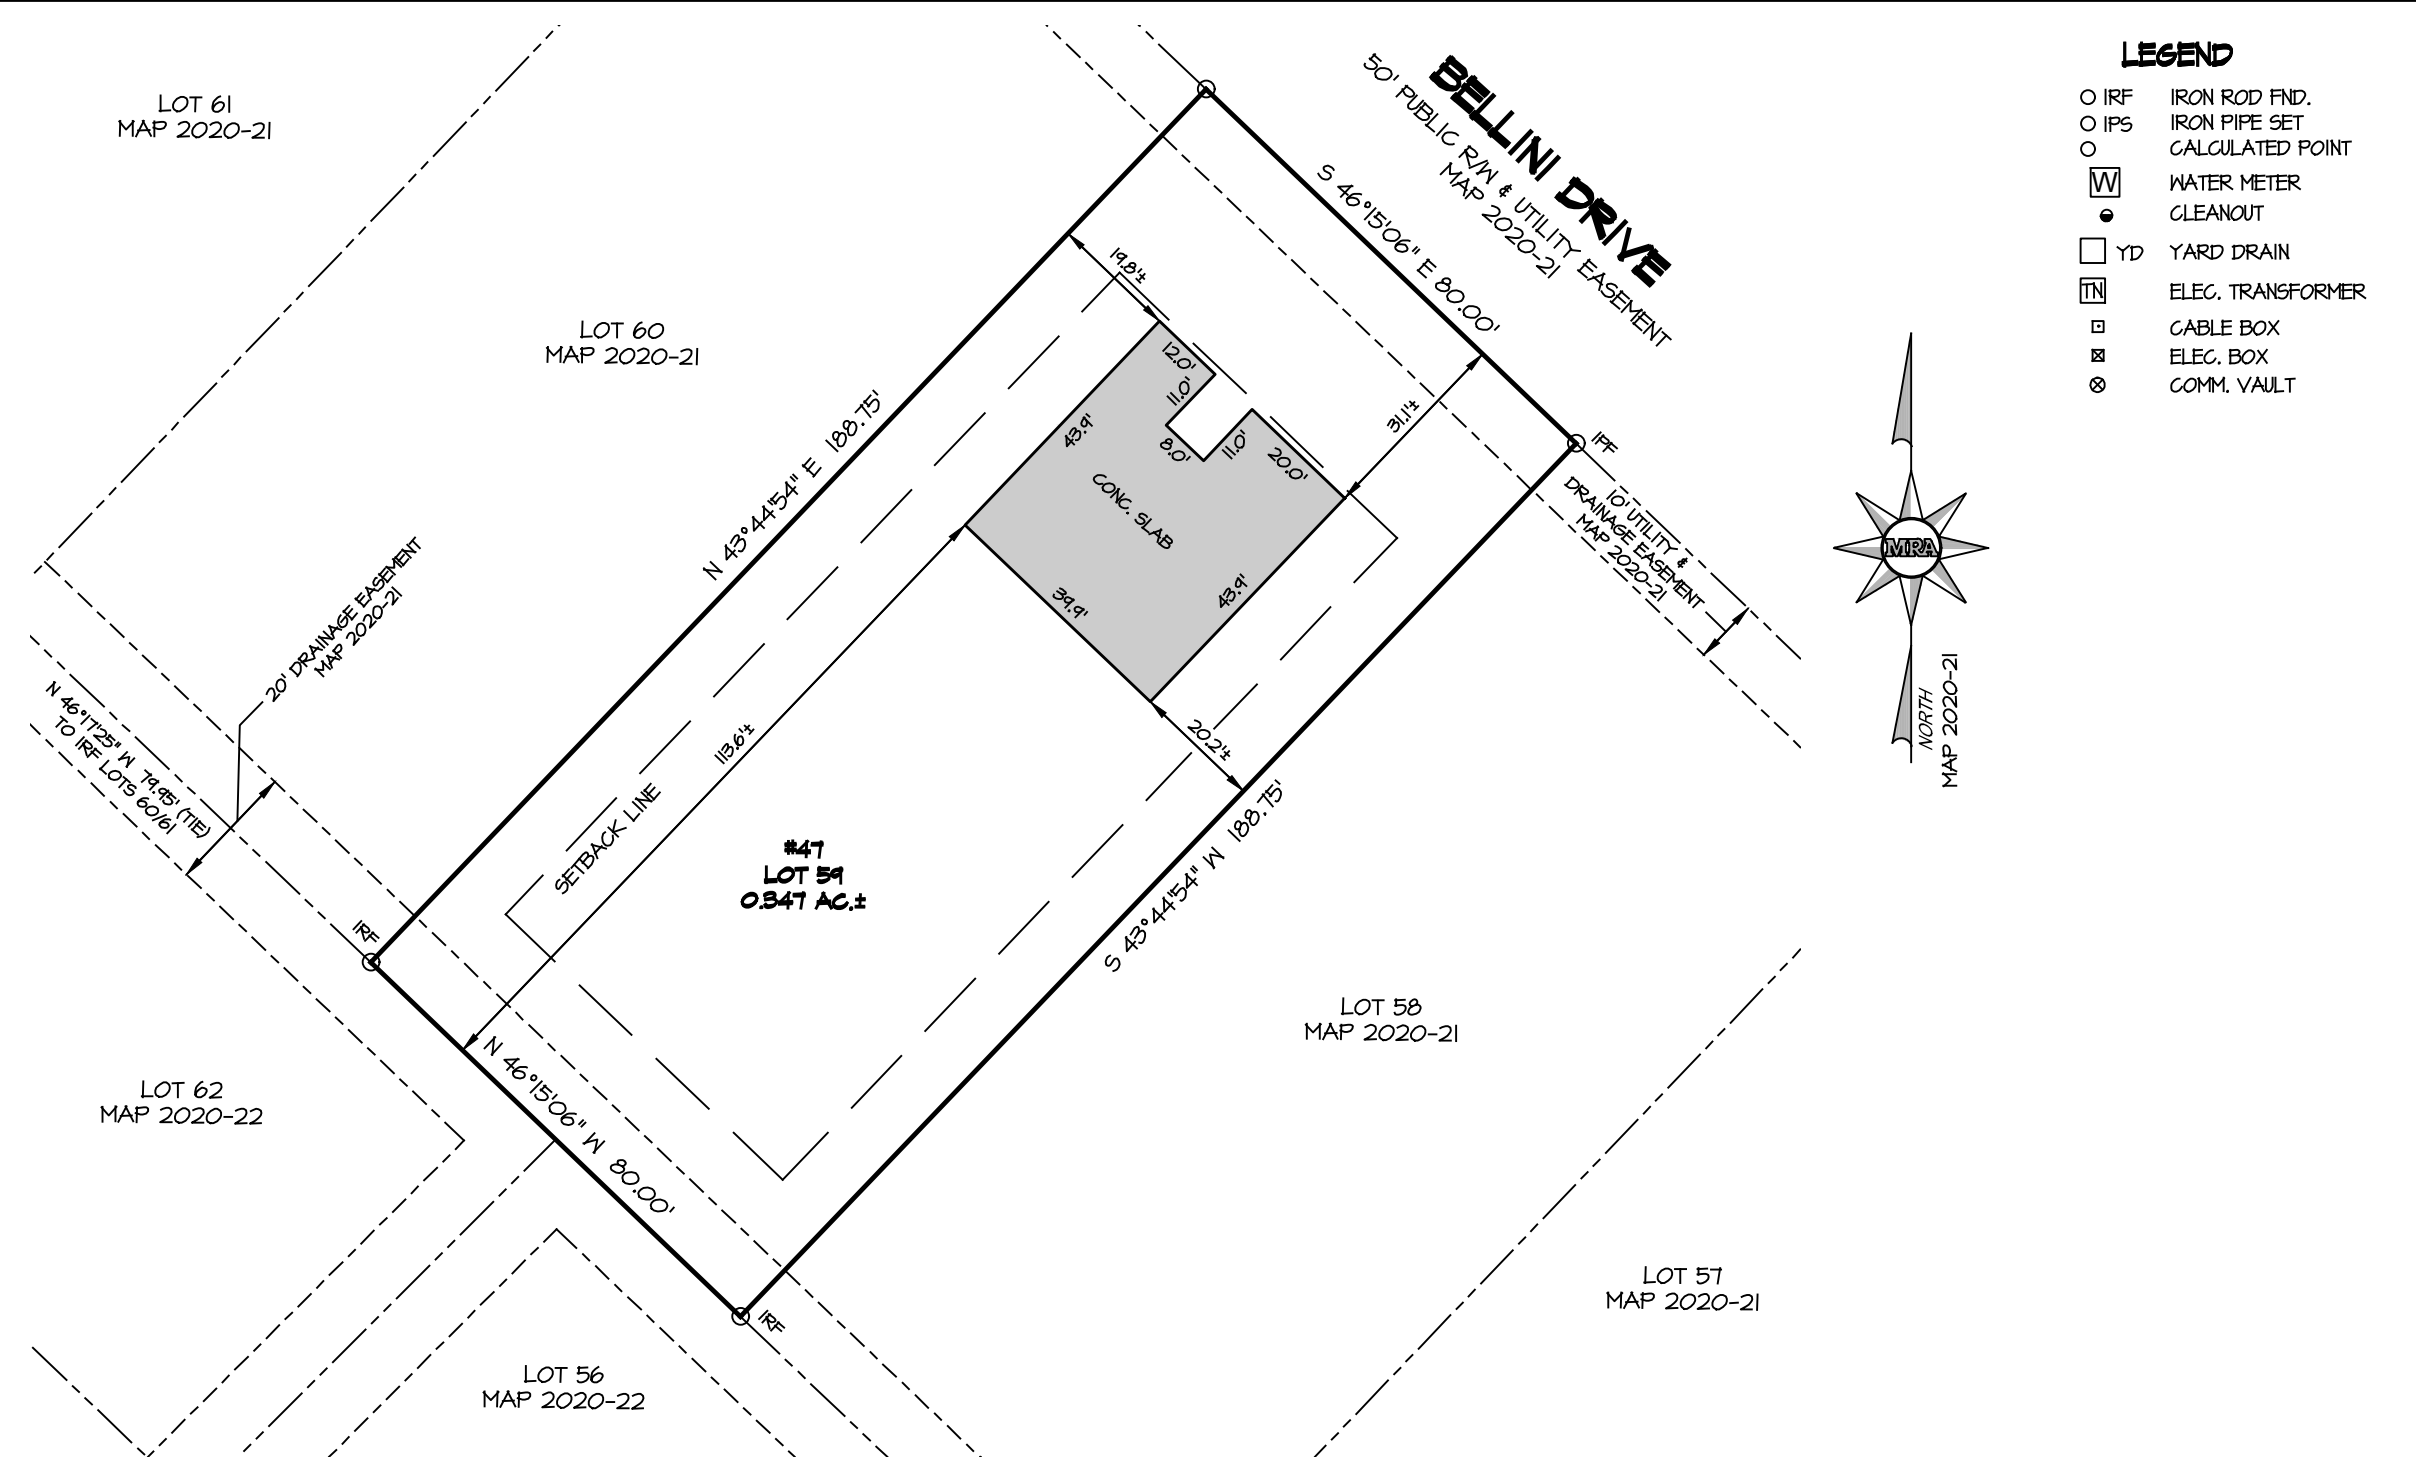 LOT 61
MAP 2020-21
LOT 60
MAP 2020-21
BELLINI DRIVE
50' PUBLIC R/W & UTILITY EASEMENT
MAP 2020-21
S 46°15'06" E 80.00'
19.8'±
12.0'
11.0'
8.0'
11.0'
20.0'
43.9'
CONC. SLAB
43.9'
39.9'
31.1'±
IPF
10' UTILITY &
DRAINAGE EASEMENT
MAP 2020-21
N 43°44'54" E 188.75'
20' DRAINAGE EASEMENT
MAP 2020-21
N 46°17'25" W 79.95' (TIE)
TO IRF LOTS 60/61
113.6'±
20.2'±
SETBACK LINE
#47
LOT 59
0.347 AC.±
S 43°44'54" W 188.75'
IRF
N 46°15'06" W 80.00'
IRF
LOT 58
MAP 2020-21
LOT 62
MAP 2020-22
LOT 57
MAP 2020-21
LOT 56
MAP 2020-22
LEGEND
IRF IRON ROD FND.
IPS IRON PIPE SET
CALCULATED POINT
W WATER METER
CLEANOUT
YD YARD DRAIN
TN ELEC. TRANSFORMER
CABLE BOX
ELEC. BOX
COMM. VAULT
MRA
NORTH
MAP 2020-21